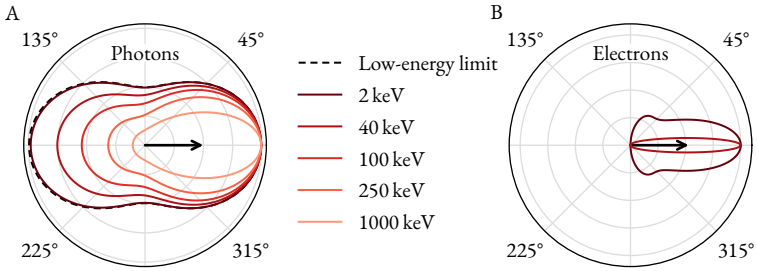 A
135°
45°
Photons
225°
315°
Low-energy limit
2 keV
40 keV
100 keV
250 keV
1000 keV
B
135°
45°
Electrons
225°
315°